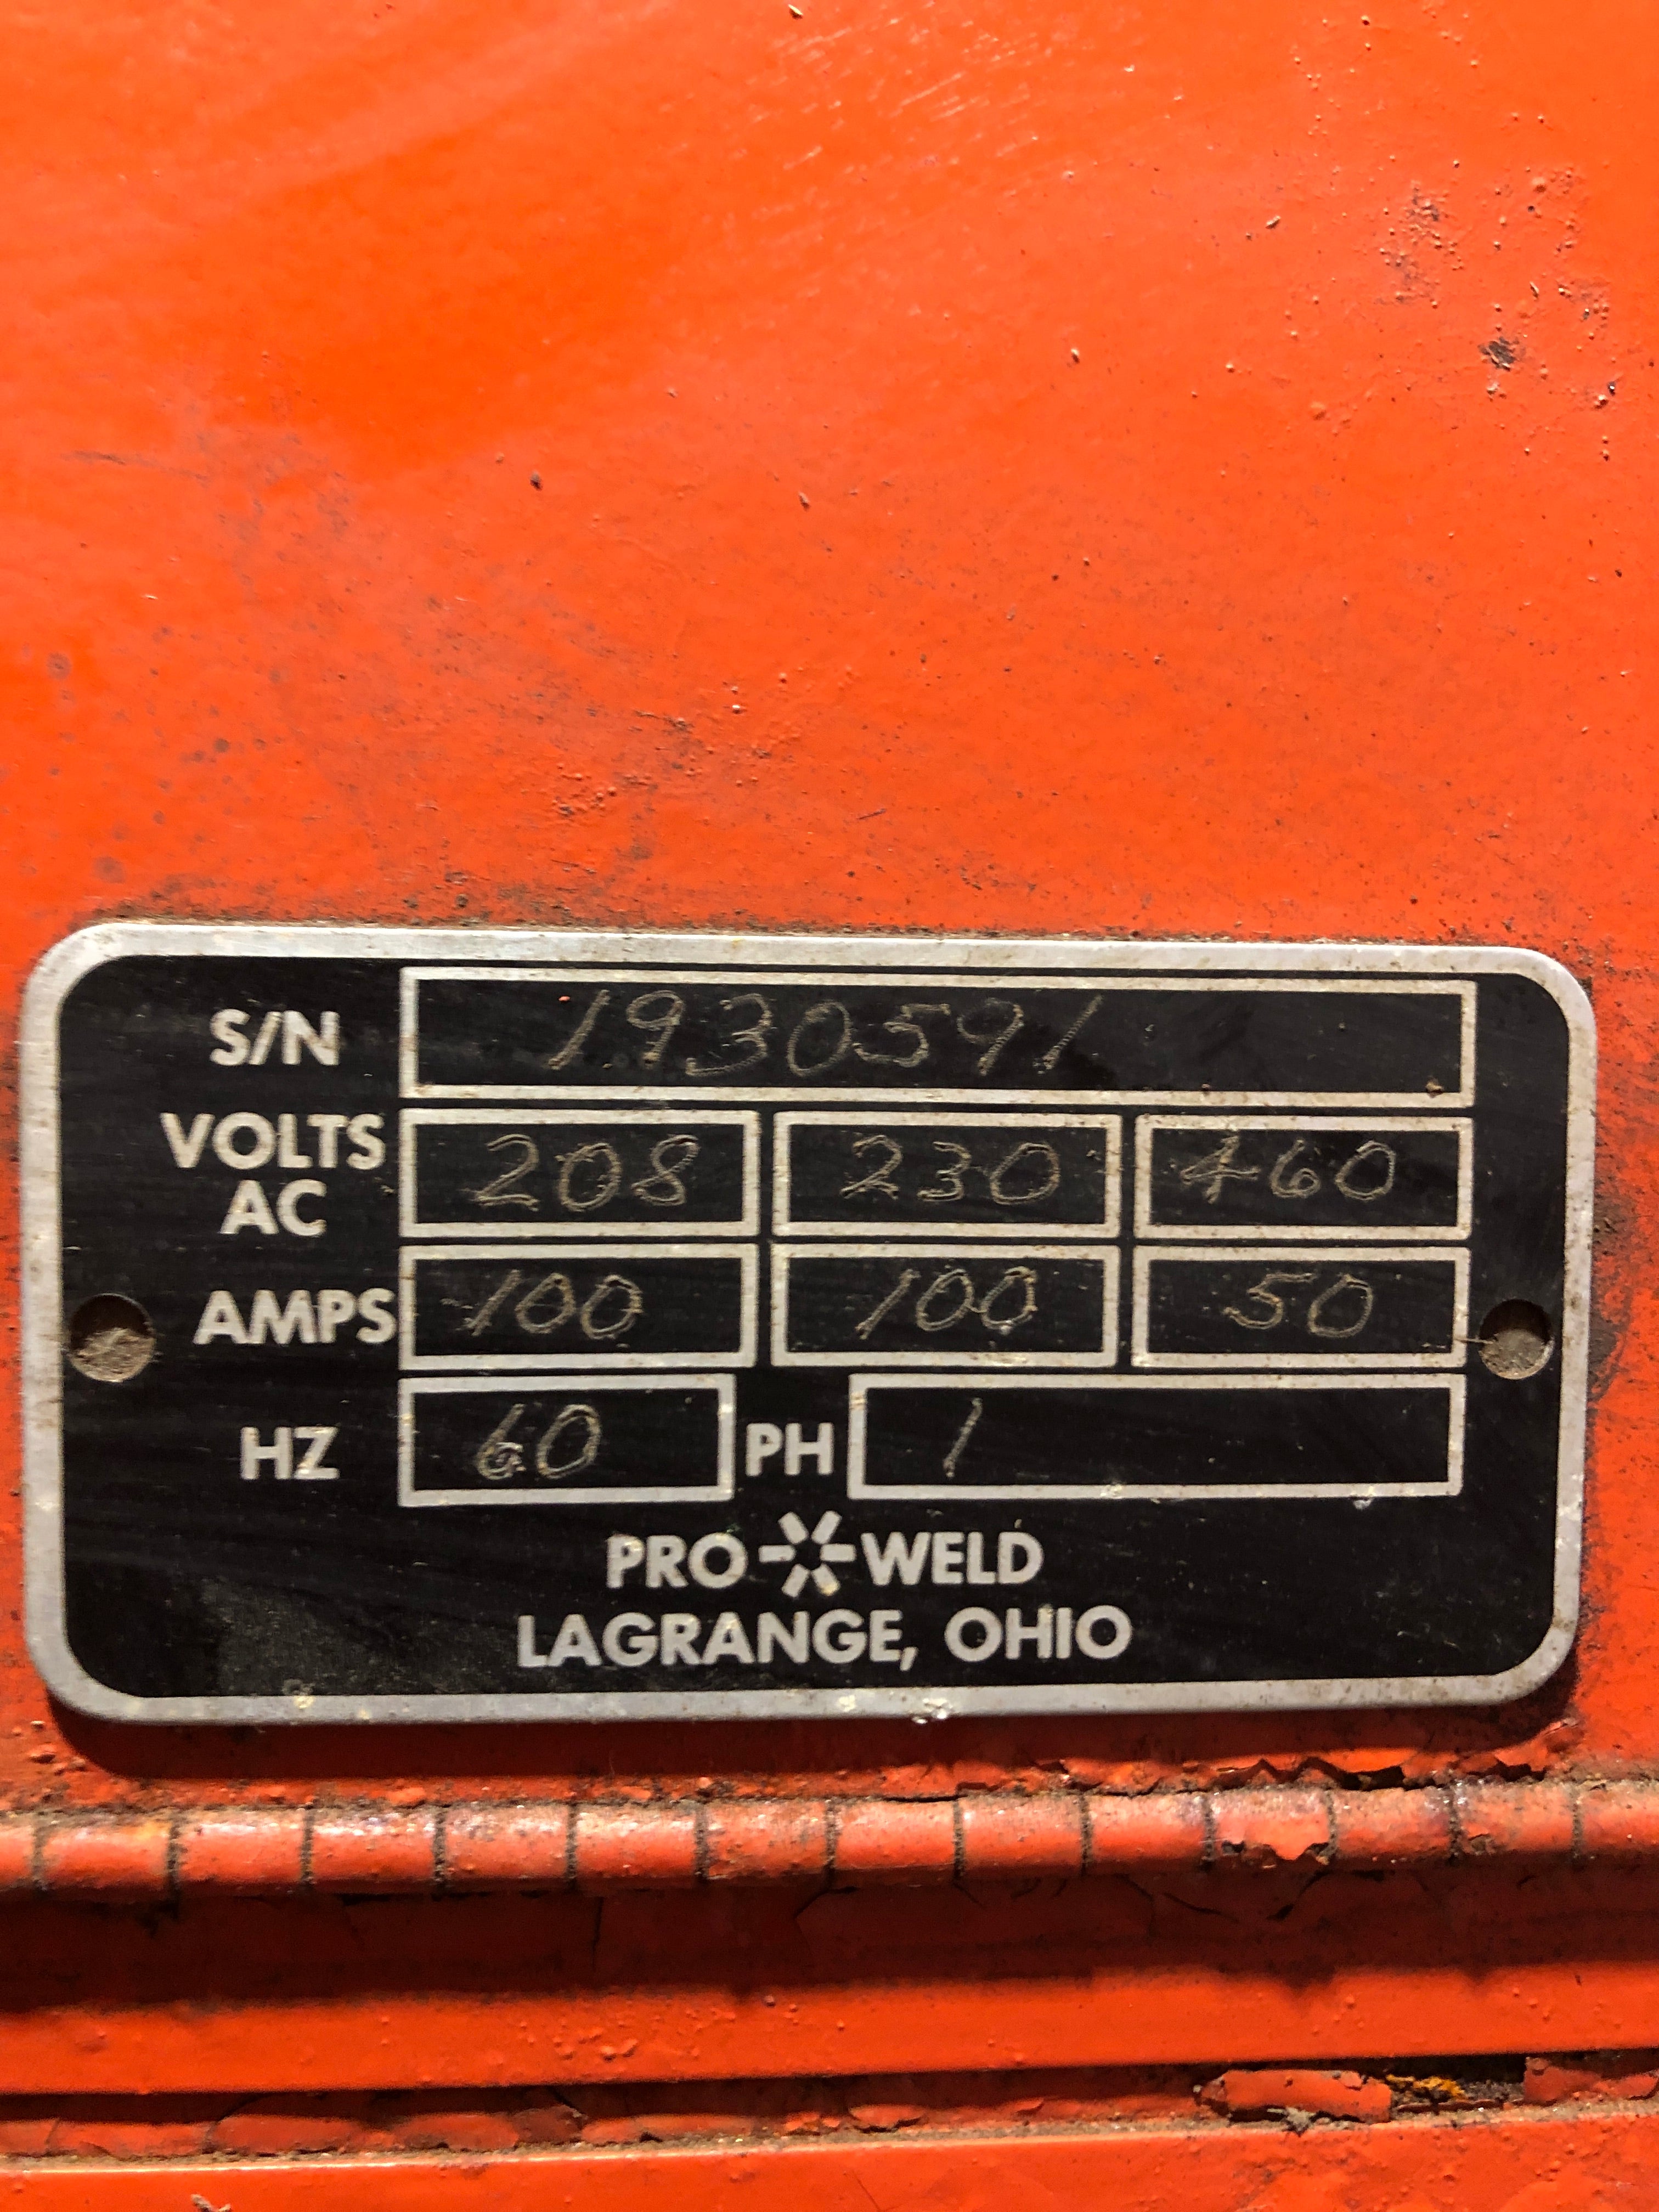 S/N 1930591
VOLTS AC 208 230 460
AMPS 100 100 50
HZ 60 PH 1
PRO WELD
LAGRANGE, OHIO